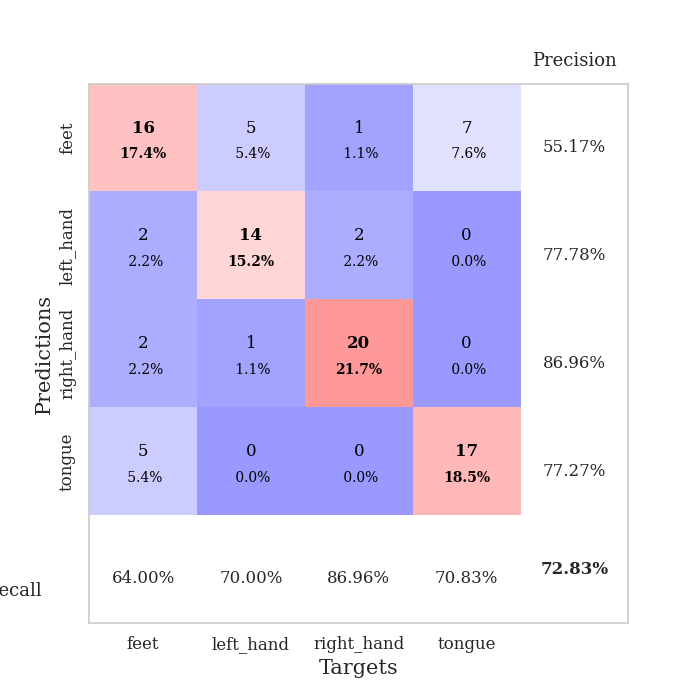 Precision
feet
16 5 1 7
17.4% 5.4% 1.1% 7.6%
55.17%
left_hand
2 14 2 0
2.2% 15.2% 2.2% 0.0%
77.78%
Predictions
right_hand
2 1 20 0
2.2% 1.1% 21.7% 0.0%
86.96%
tongue
5 0 0 17
5.4% 0.0% 0.0% 18.5%
77.27%
ecall
64.00% 70.00% 86.96% 70.83% 72.83%
feet left_hand right_hand tongue
Targets